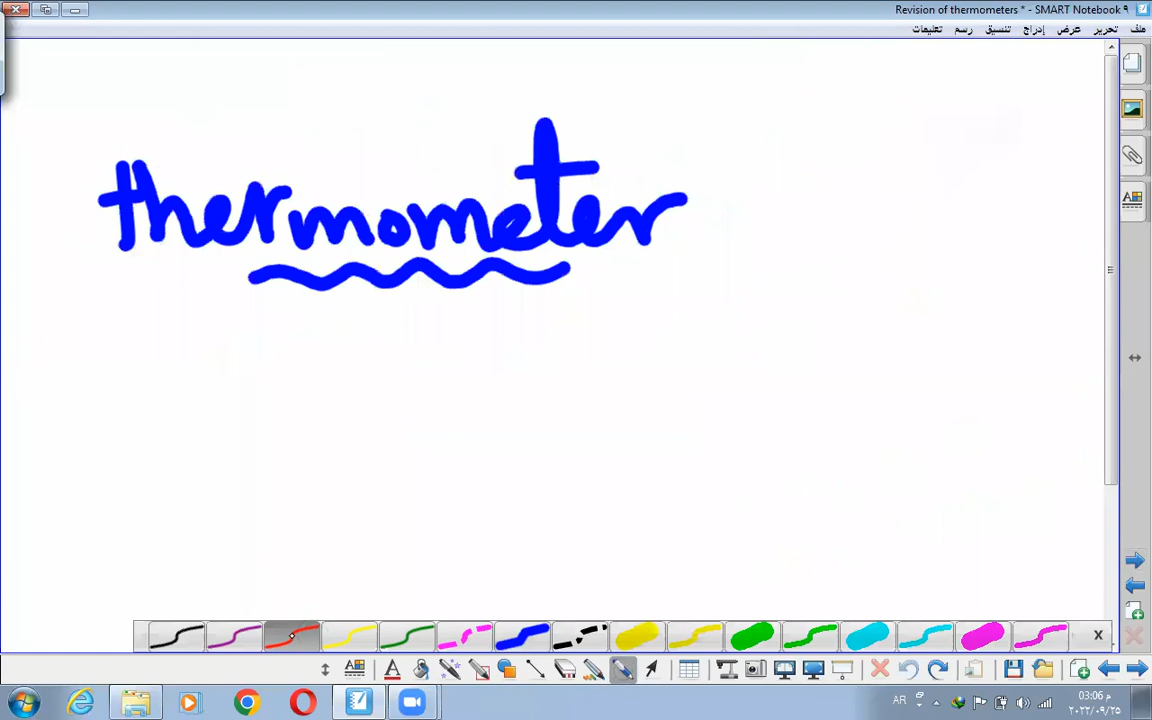 Revision of thermometers * - SMART Notebook ٩
ملف تحرير عرض إدراج تنسيق رسم تعليمات
thermometer
x
AR
03:06 م
٢٠٢٢/٠٩/٢٥